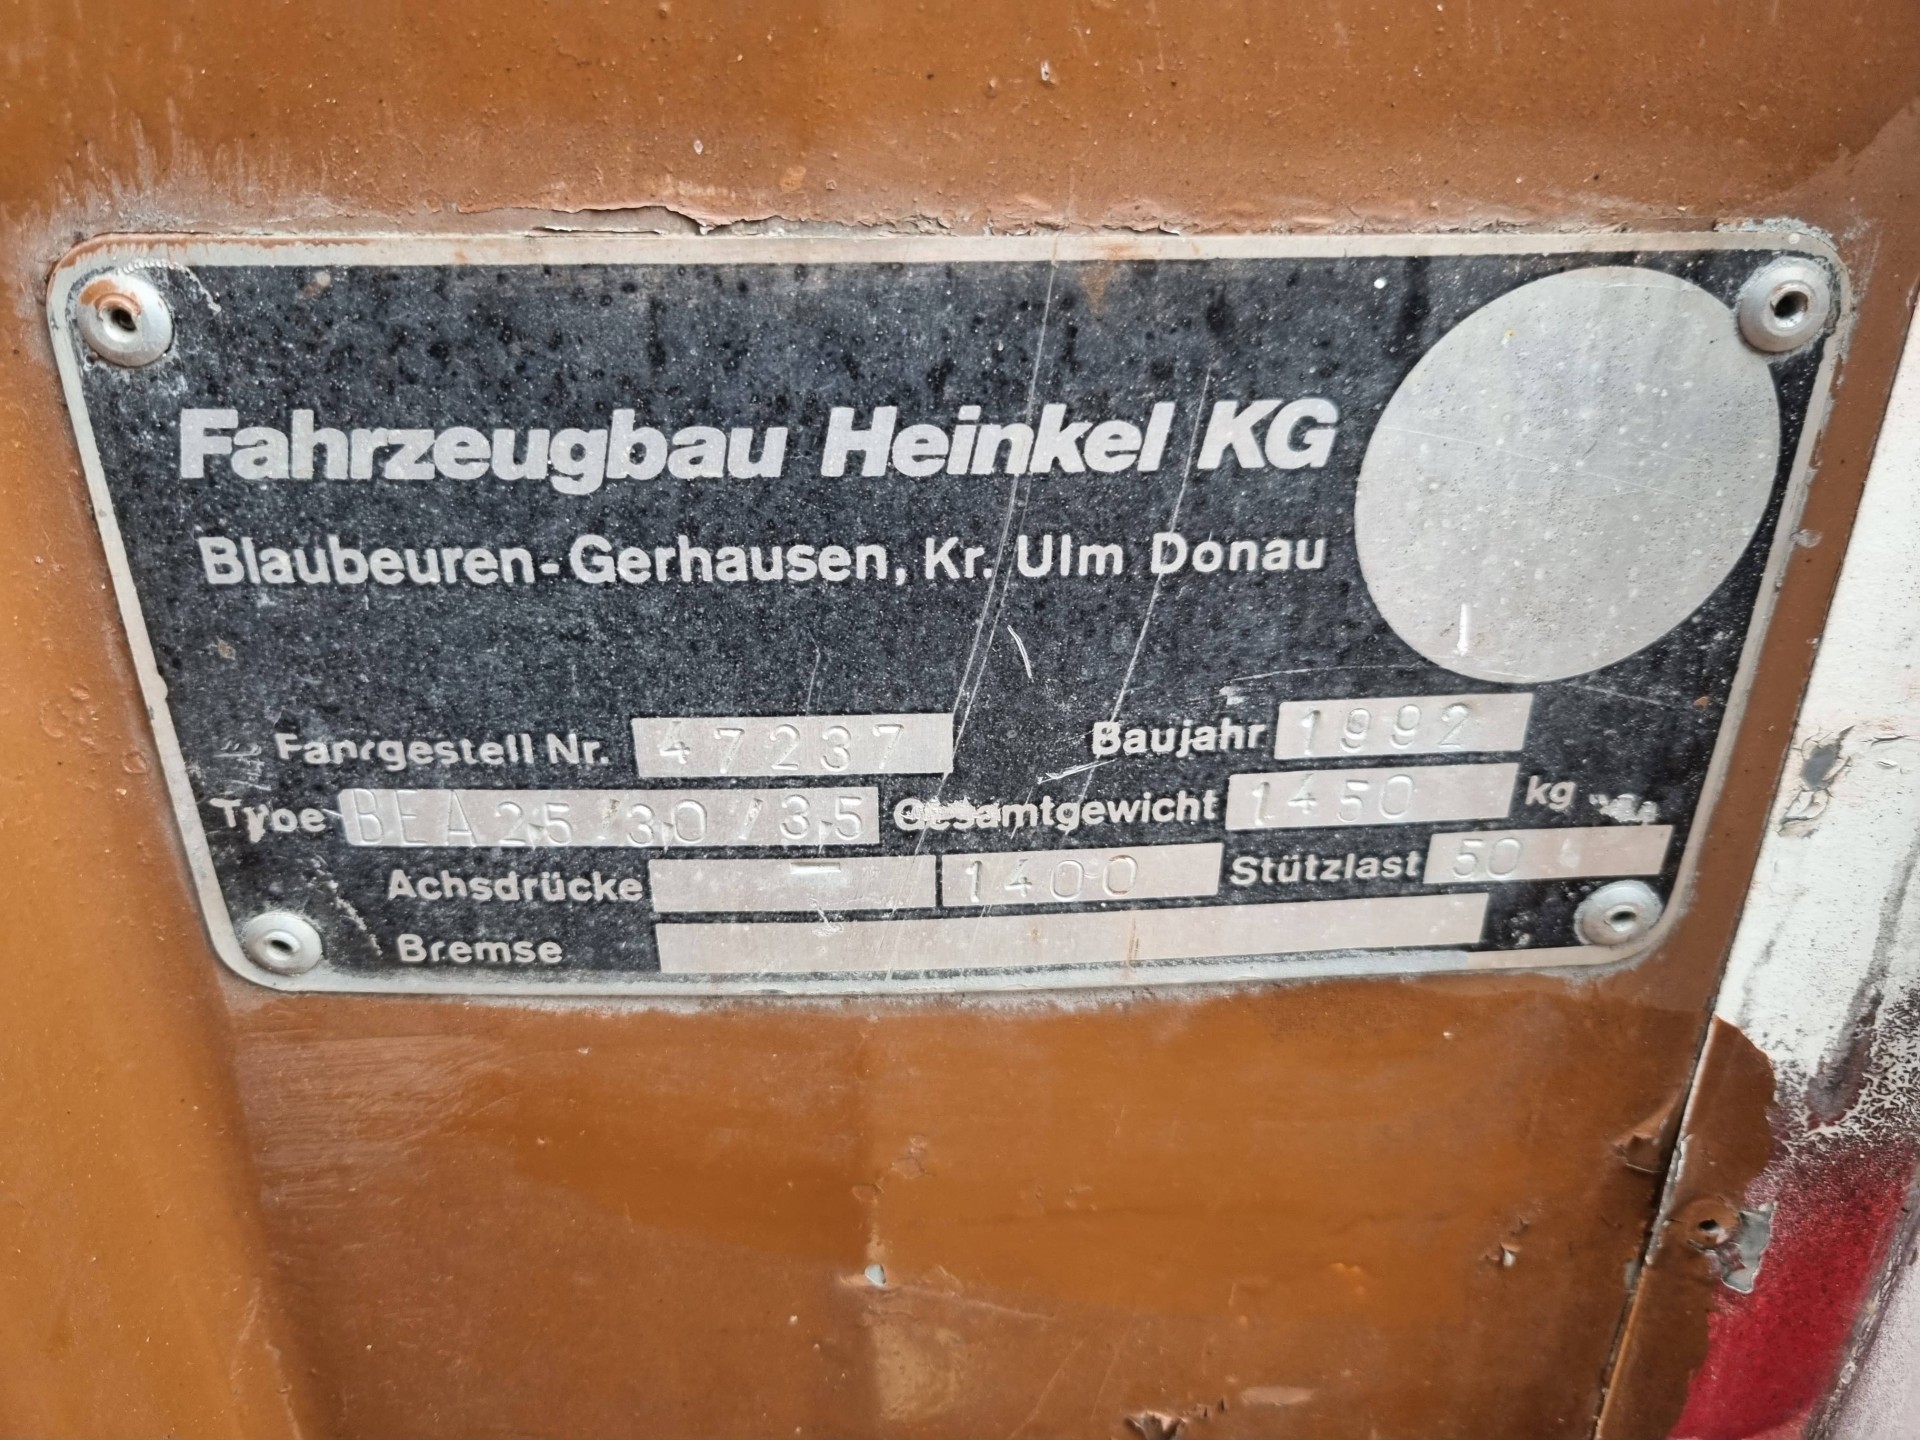 Fahrzeugbau Heinkel KG
Blaubeuren-Gerhausen, Kr. Ulm Donau
Fahrgestell Nr. 47237 Baujahr 1992
Type BEA 25/30/35 Gesamtgewicht 1450 kg
Achsdrücke - 1400 Stützlast 50
Bremse